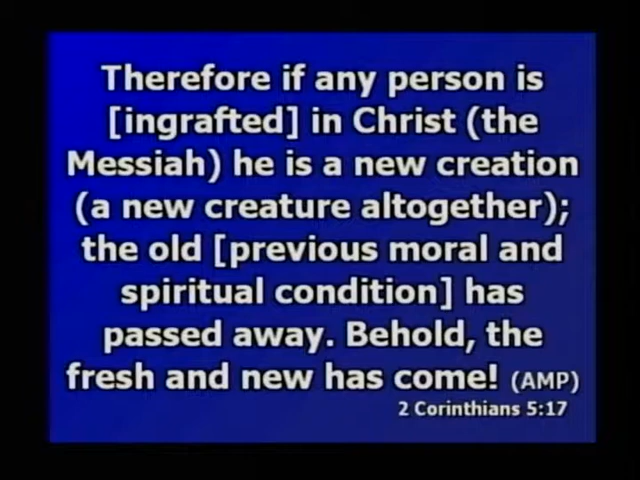 Therefore if any person is
[ingrafted] in Christ (the
Messiah) he is a new creation
(a new creature altogether);
the old [previous moral and
spiritual condition] has
passed away. Behold, the
fresh and new has come! (AMP)
2 Corinthians 5:17